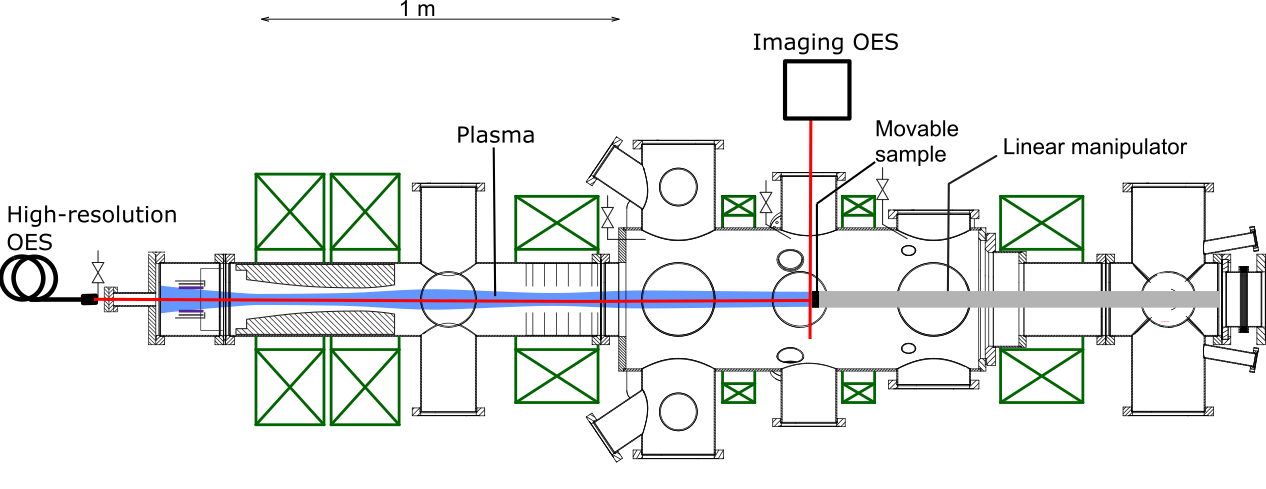 1 m
Imaging OES
Plasma
Movable
sample
Linear manipulator
High-resolution
OES